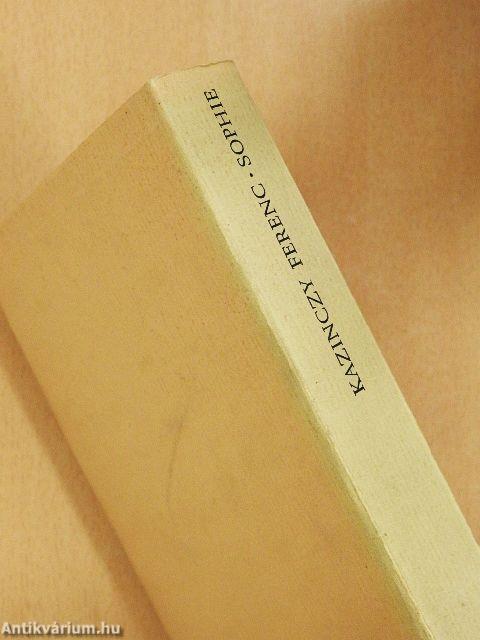 KAZINCZY FERENC · SOPHIE
Antikvárium.hu